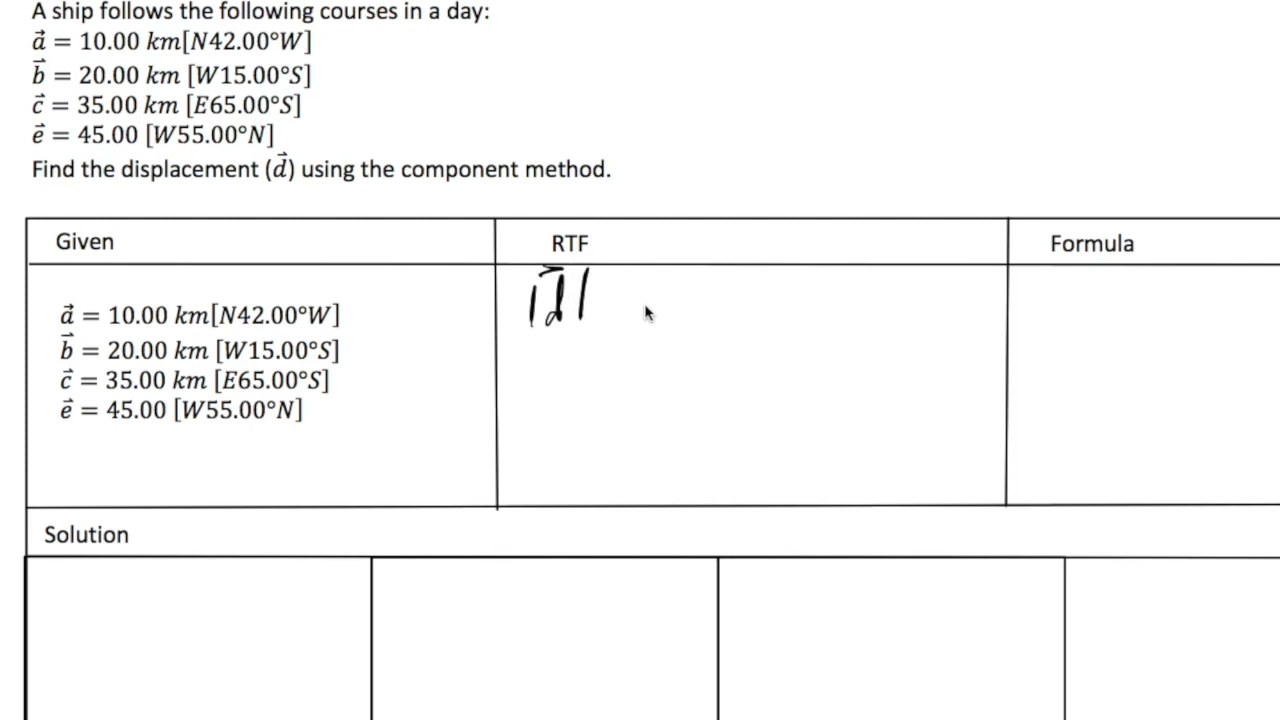 A ship follows the following courses in a day:
a⃗ = 10.00 km[N42.00°W]
b⃗ = 20.00 km [W15.00°S]
c⃗ = 35.00 km [E65.00°S]
e⃗ = 45.00 [W55.00°N]
Find the displacement (d⃗) using the component method.
Given
RTF
Formula
|d⃗|
a⃗ = 10.00 km[N42.00°W]
b⃗ = 20.00 km [W15.00°S]
c⃗ = 35.00 km [E65.00°S]
e⃗ = 45.00 [W55.00°N]
Solution